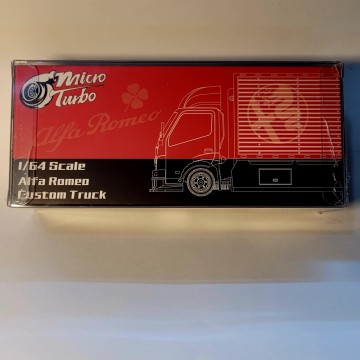 Micro
Turbo
Alfa Romeo
1/64 Scale
Alfa Romeo
Custom Truck